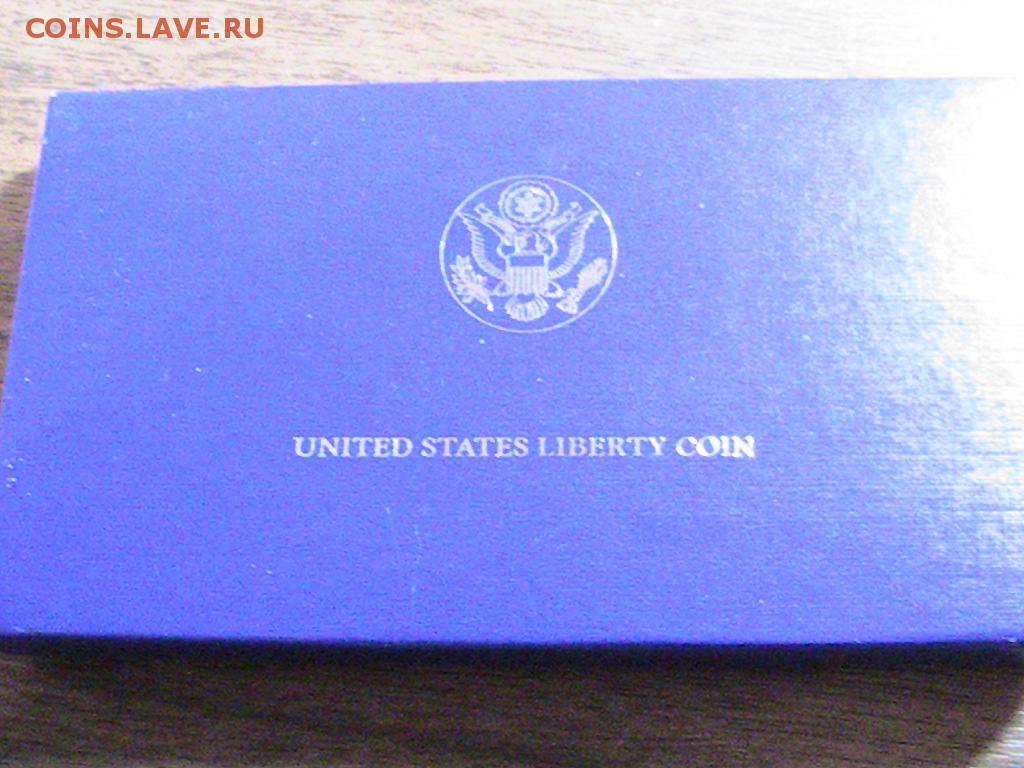 COINS.LAVE.RU
UNITED STATES LIBERTY COIN